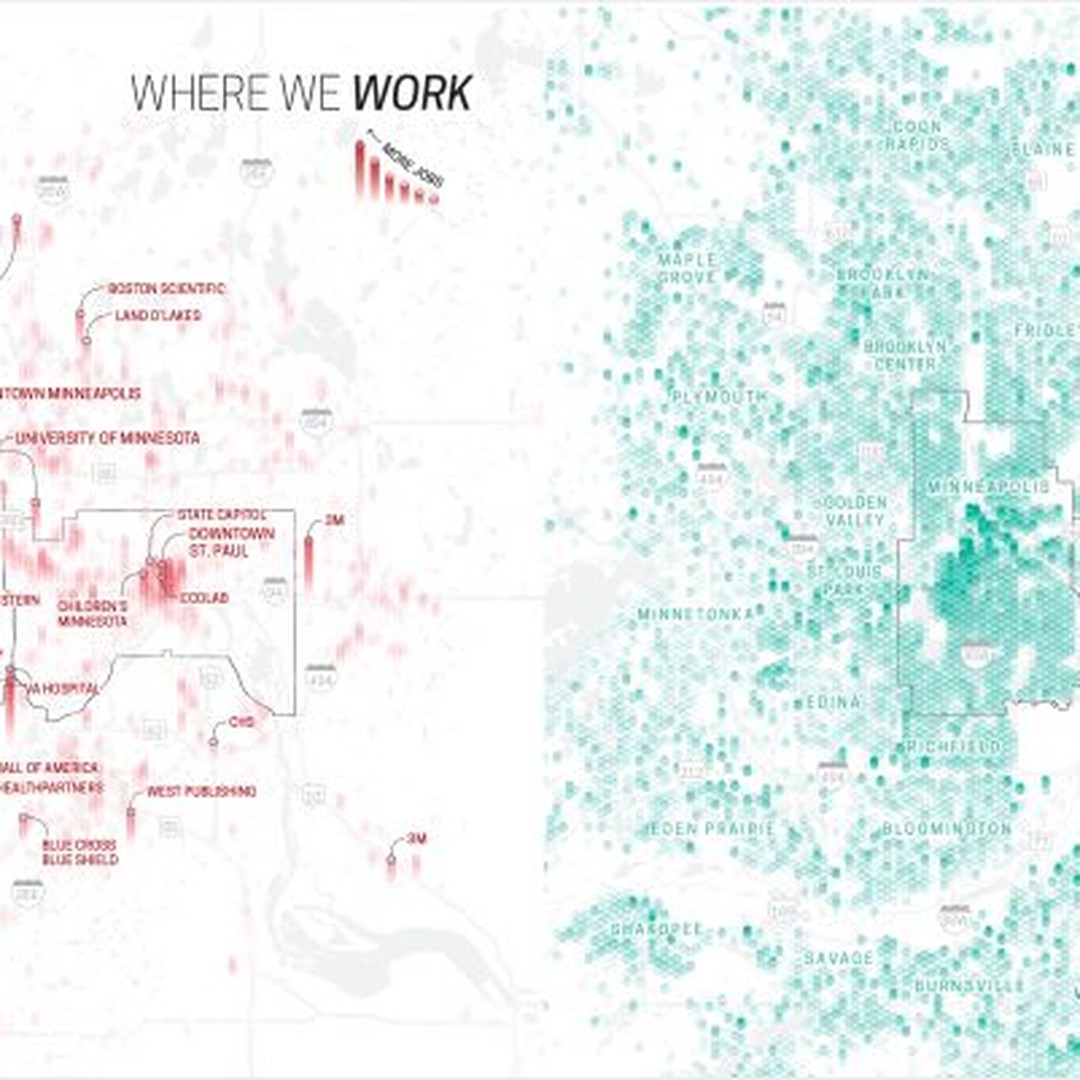 WHERE WE WORK
MORE JOBS
BOSTON SCIENTIFIC
LAND O'LAKES
NTOWN MINNEAPOLIS
UNIVERSITY OF MINNESOTA
STATE CAPITOL
DOWNTOWN
ST. PAUL
3M
STERN
CHILDREN'S
MINNESOTA
VA HOSPITAL
ALL OF AMERICA
HEALTHPARTNERS
WEST PUBLISHING
BLUE CROSS
BLUE SHIELD
3M
COON
RAPIDS
BLAINE
MAPLE
GROVE
BROOKLYN
PARK
FRIDLE
BROOKLYN
CENTER
PLYMOUTH
MINNEAPOLIS
GOLDEN
VALLEY
ST. LOUIS
PARK
MINNETONKA
EDINA
RICHFIELD
EDEN PRAIRIE
BLOOMINGTON
SHAKOPEE
SAVAGE
BURNSVILLE